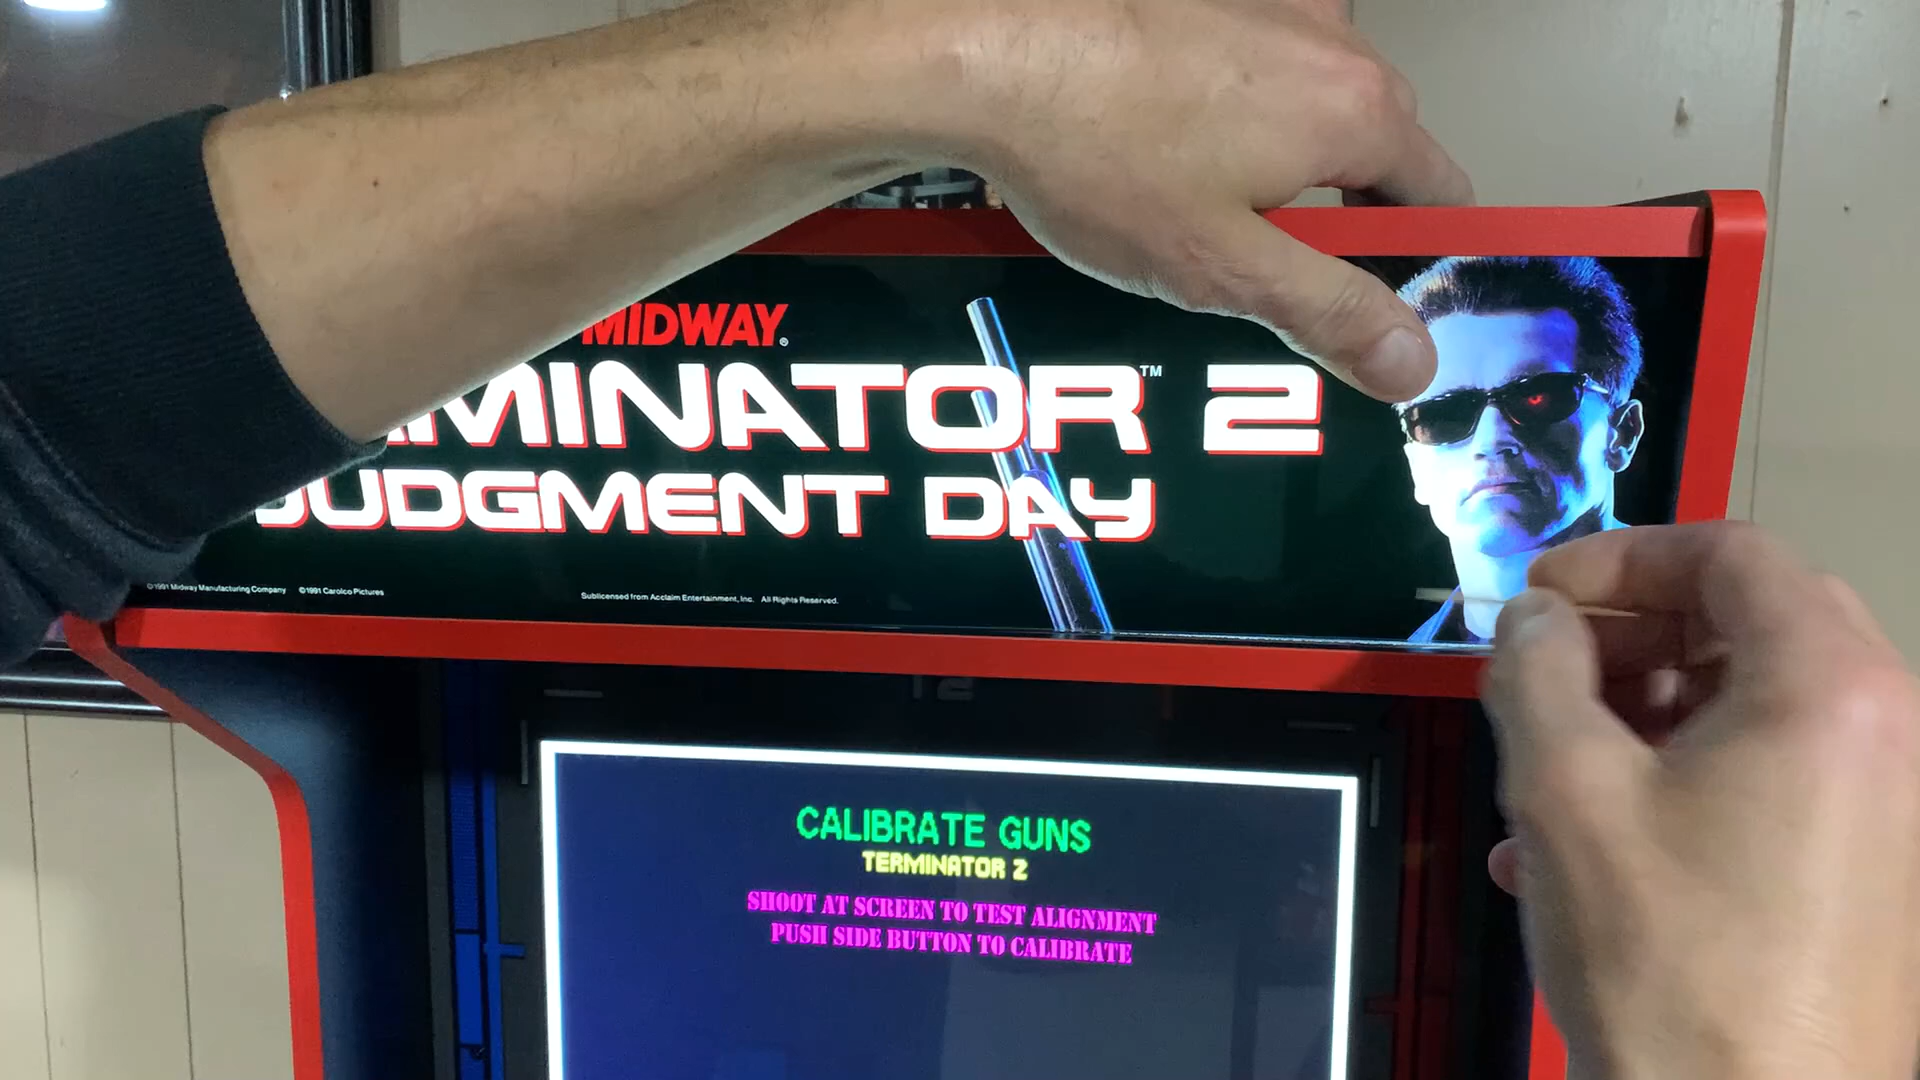 MIDWAY®
MINATOR™ 2
JUDGMENT DAY
©1991 Midway Manufacturing Company ©1991 Carolco Pictures
Sublicensed from Acclaim Entertainment, Inc. All Rights Reserved.
CALIBRATE GUNS
TERMINATOR 2
SHOOT AT SCREEN TO TEST ALIGNMENT
PUSH SIDE BUTTON TO CALIBRATE